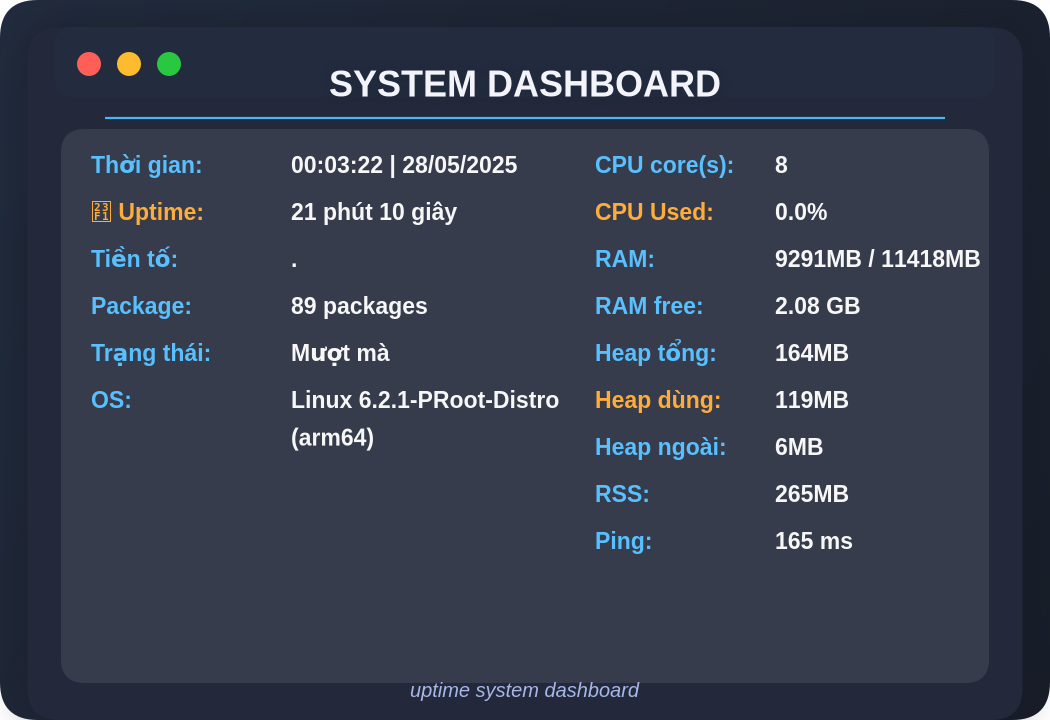 SYSTEM DASHBOARD
Thời gian: 00:03:22 | 28/05/2025
Uptime: 21 phút 10 giây
Tiền tố: .
Package: 89 packages
Trạng thái: Mượt mà
OS: Linux 6.2.1-PRoot-Distro
(arm64)
CPU core(s): 8
CPU Used: 0.0%
RAM: 9291MB / 11418MB
RAM free: 2.08 GB
Heap tổng: 164MB
Heap dùng: 119MB
Heap ngoài: 6MB
RSS: 265MB
Ping: 165 ms
uptime system dashboard